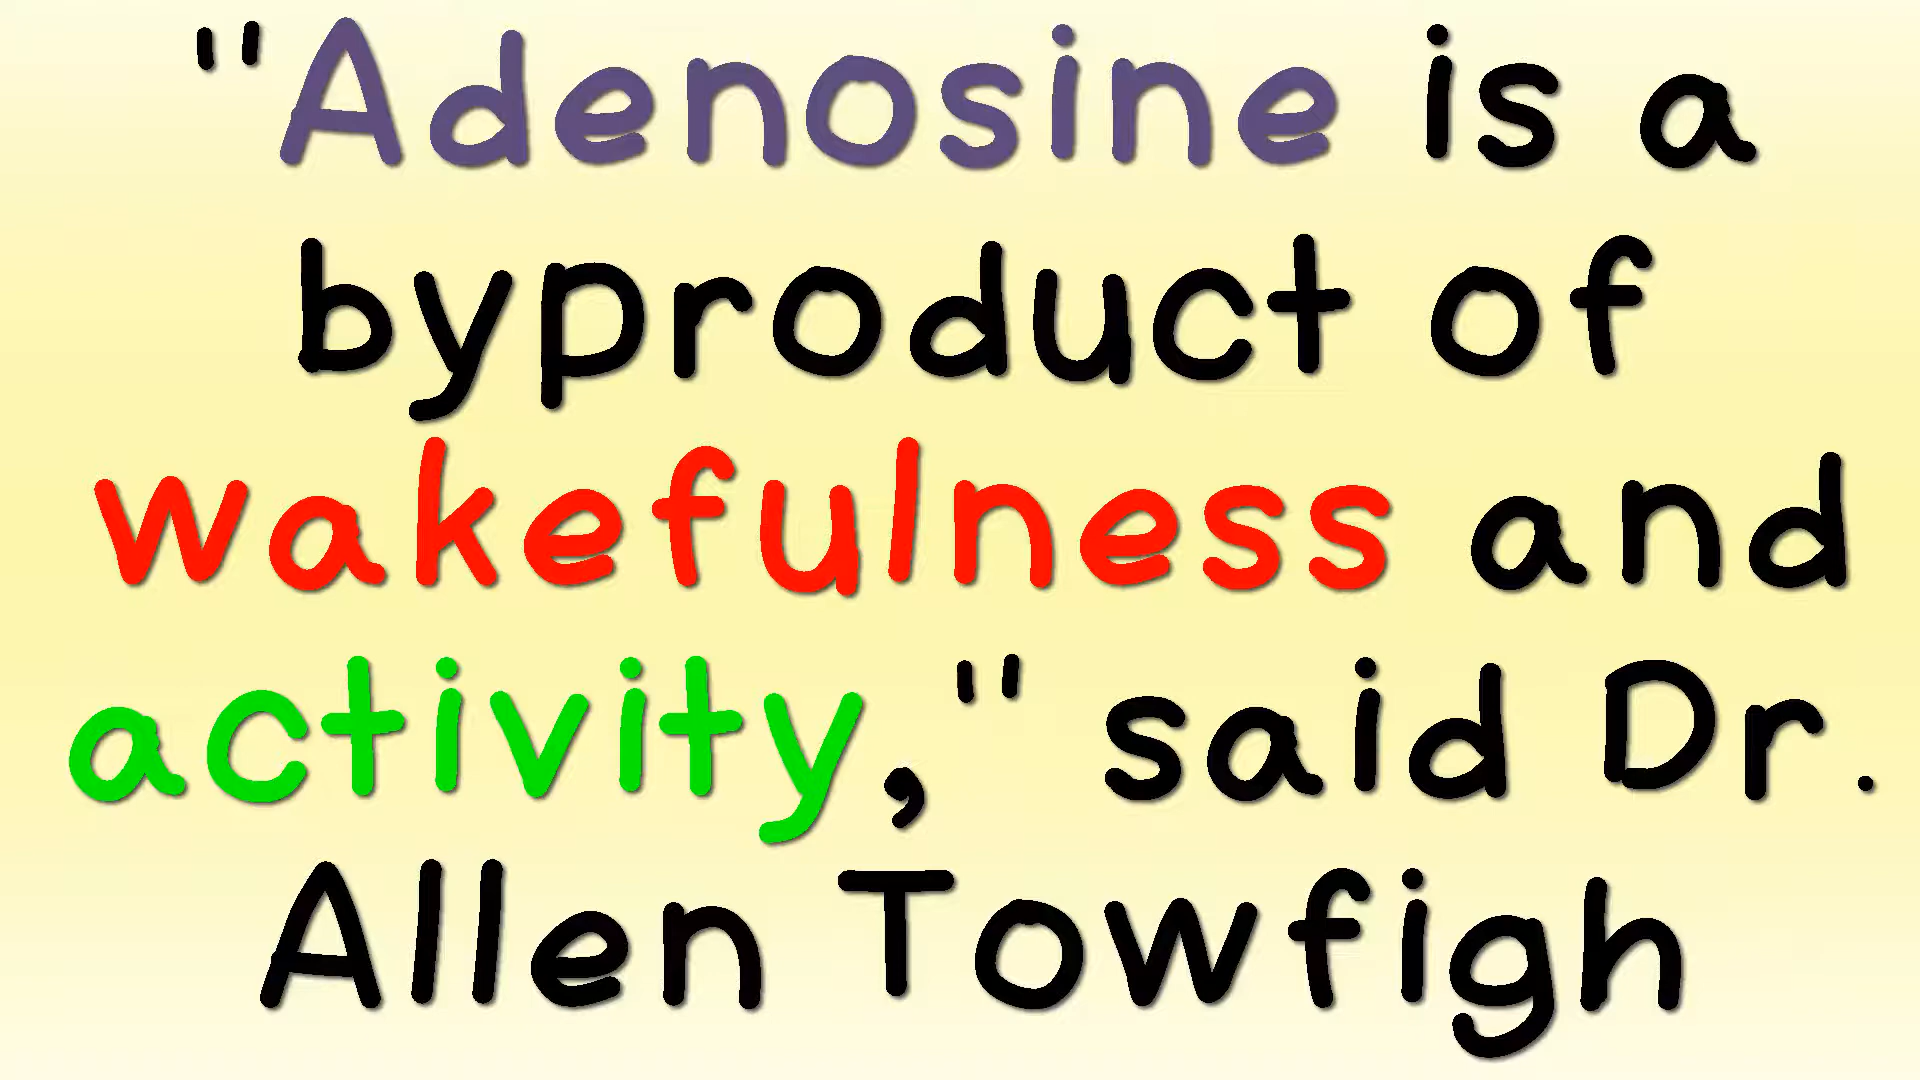 "Adenosine is a
byproduct of
wakefulness and
activity," said Dr.
Allen Towfigh